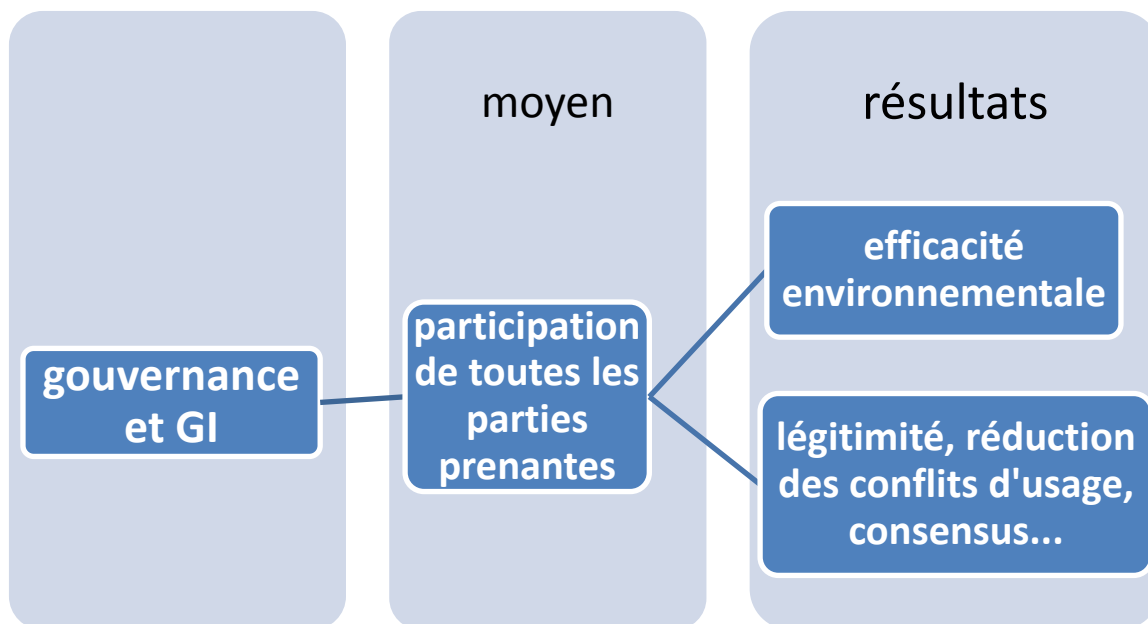 moyen
résultats
gouvernance
et GI
participation
de toutes les
parties
prenantes
efficacité
environnementale
légitimité, réduction
des conflits d'usage,
consensus...